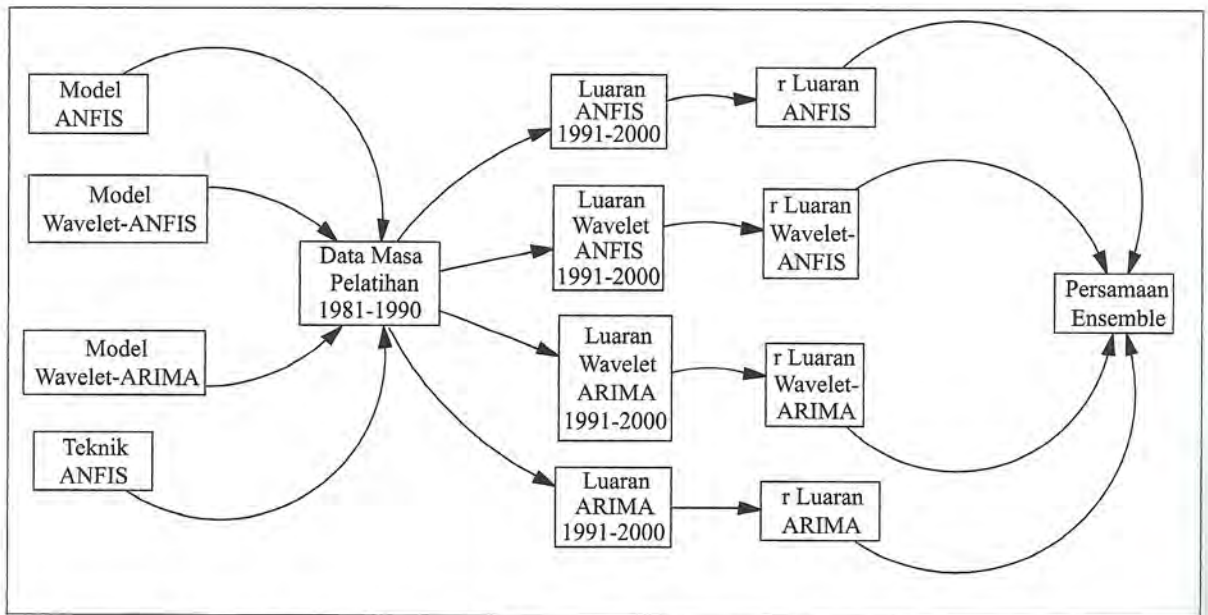 Model
ANFIS
Model
Wavelet-ANFIS
Model
Wavelet-ARIMA
Teknik
ANFIS
Data Masa
Pelatihan
1981-1990
Luaran
ANFIS
1991-2000
Luaran
Wavelet
ANFIS
1991-2000
Luaran
Wavelet
ARIMA
1991-2000
Luaran
ARIMA
1991-2000
r Luaran
ANFIS
r Luaran
Wavelet-
ANFIS
r Luaran
Wavelet-
ARIMA
r Luaran
ARIMA
Persamaan
Ensemble